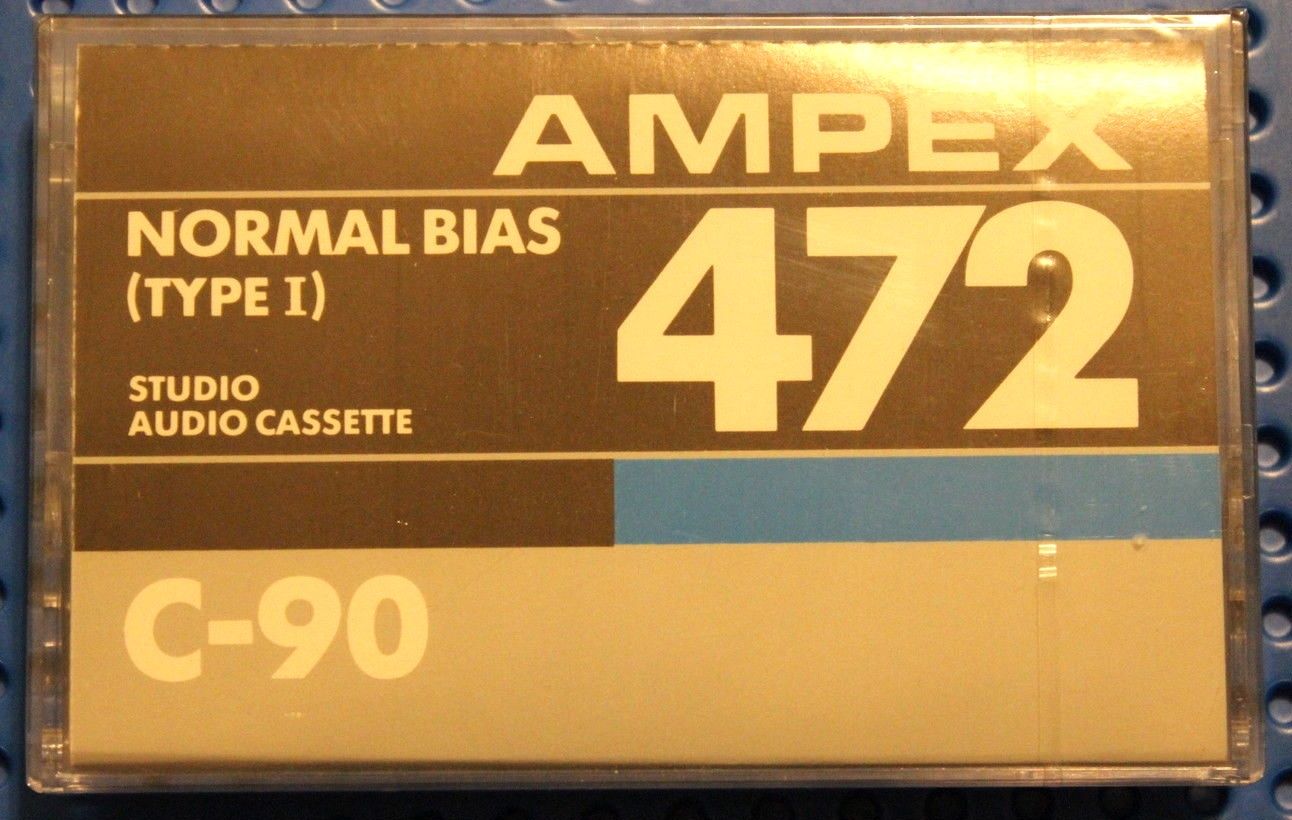 AMPEX
NORMAL BIAS
(TYPE I)
472
STUDIO
AUDIO CASSETTE
C-90